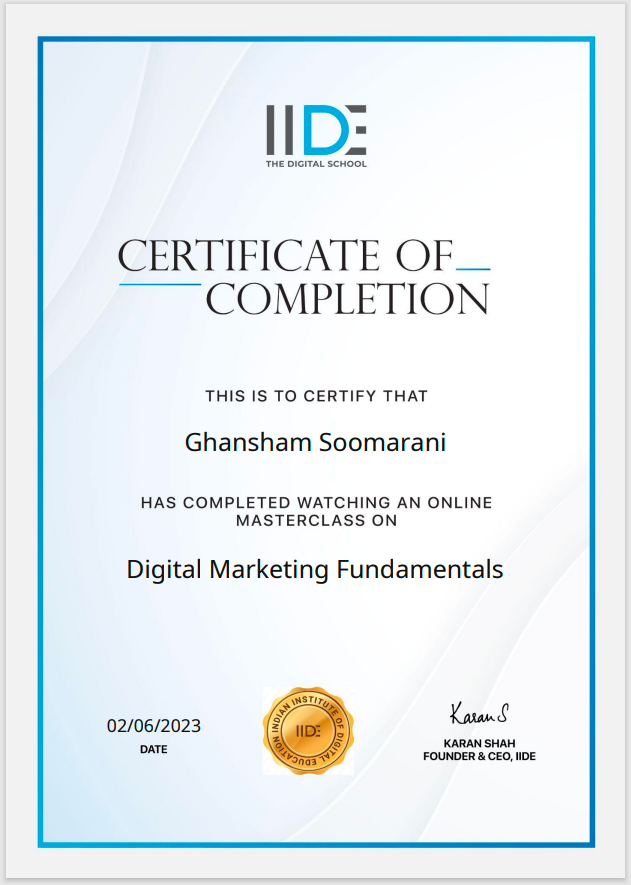 IIDE
THE DIGITAL SCHOOL
CERTIFICATE OF
COMPLETION
THIS IS TO CERTIFY THAT
Ghansham Soomarani
HAS COMPLETED WATCHING AN ONLINE
MASTERCLASS ON
Digital Marketing Fundamentals
02/06/2023
DATE
INDIAN INSTITUTE OF DIGITAL EDUCATION
IIDE
Karan S
KARAN SHAH
FOUNDER & CEO, IIDE